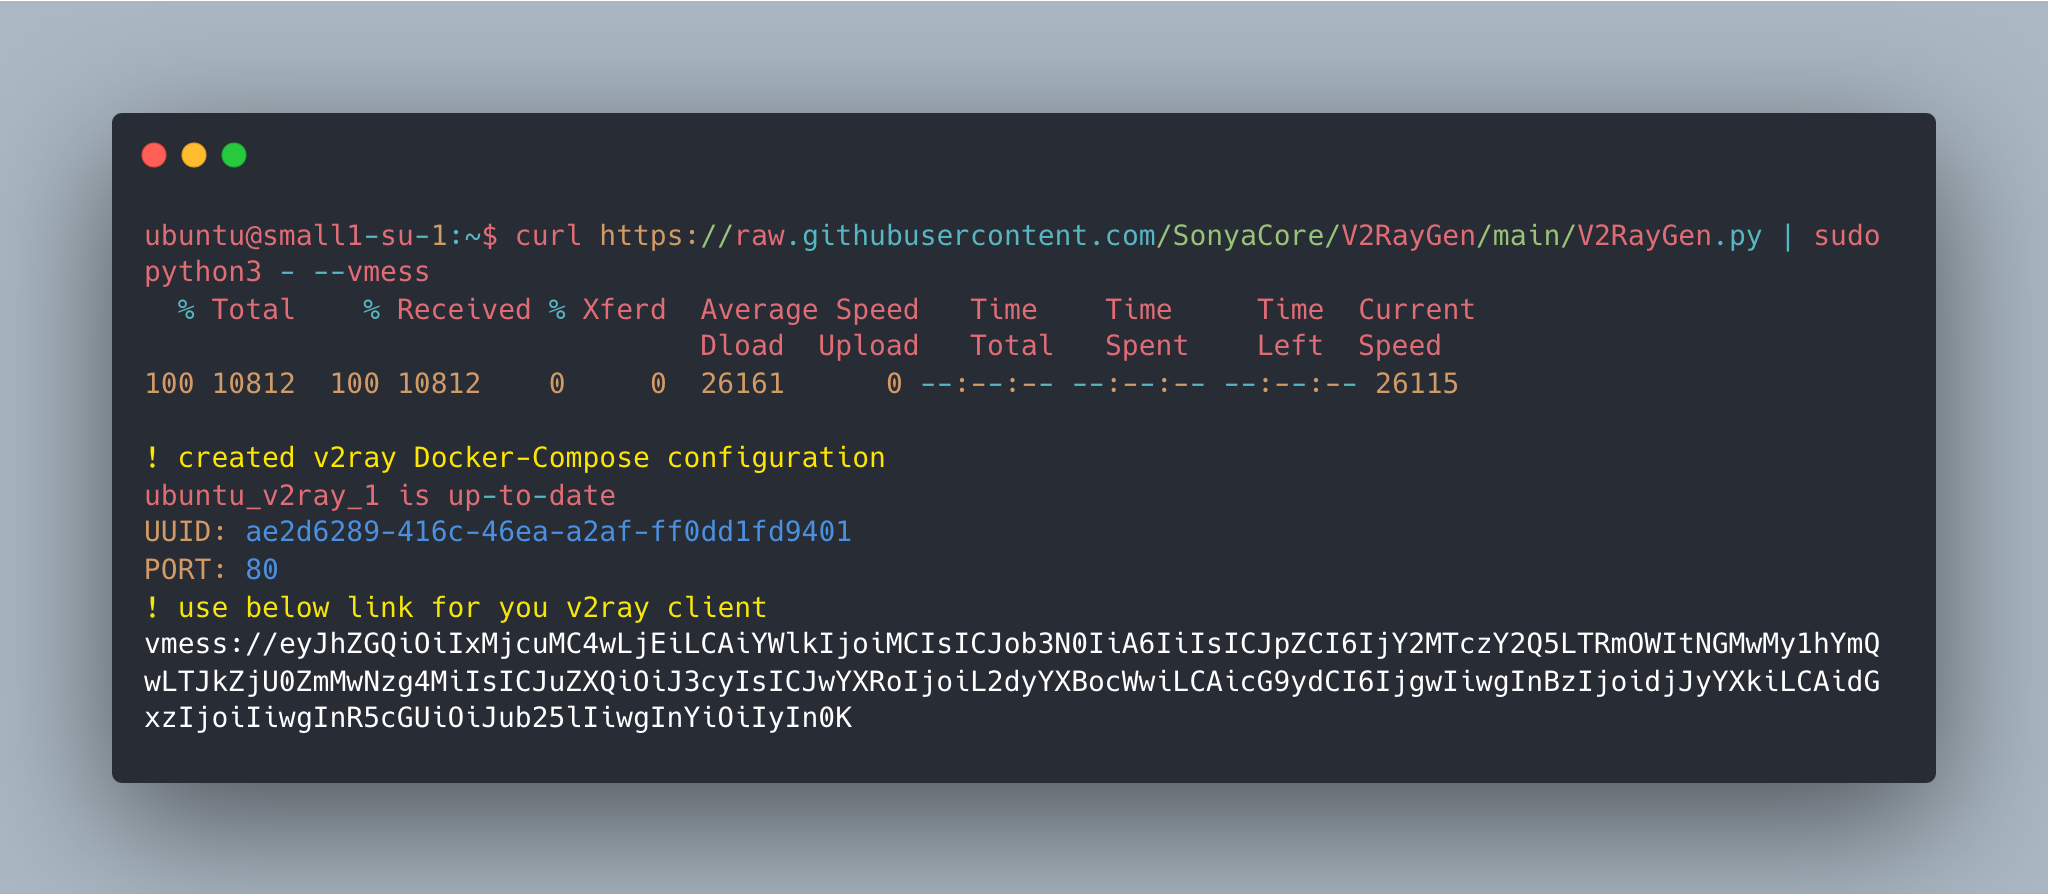 ubuntu@small1-su-1:~$ curl https://raw.githubusercontent.com/SonyaCore/V2RayGen/main/V2RayGen.py | sudo
python3 - --vmess
  % Total    % Received % Xferd  Average Speed   Time    Time     Time  Current
                                 Dload  Upload   Total   Spent    Left  Speed
100 10812  100 10812    0     0  26161      0 --:--:-- --:--:-- --:--:-- 26115
! created v2ray Docker-Compose configuration
ubuntu_v2ray_1 is up-to-date
UUID: ae2d6289-416c-46ea-a2af-ff0dd1fd9401
PORT: 80
! use below link for you v2ray client
vmess://eyJhZGQiOiIxMjcuMC4wLjEiLCAiYWlkIjoiMCIsICJob3N0IiA6IiIsICJpZCI6IjY2MTczY2Q5LTRmOWItNGMwMy1hYmQ
wLTJkZjU0ZmMwNzg4MiIsICJuZXQiOiJ3cyIsICJwYXRoIjoiL2dyYXBocWwiLCAicG9ydCI6IjgwIiwgInBzIjoidjJyYXkiLCAidG
xzIjoiIiwgInR5cGUiOiJub25lIiwgInYiOiIyIn0K